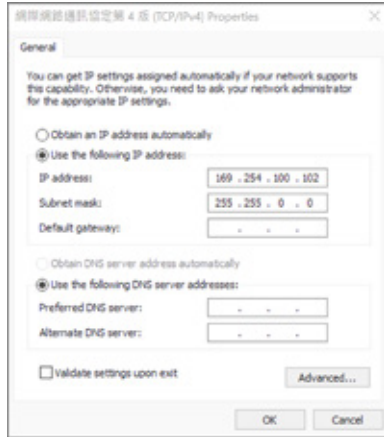 網際網路通訊協定第 4 版 (TCP/IPv4) Properties
General
You can get IP settings assigned automatically if your network supports
this capability. Otherwise, you need to ask your network administrator
for the appropriate IP settings.
Obtain an IP address automatically
Use the following IP address:
IP address: 169 . 254 . 100 . 102
Subnet mask: 255 . 255 . 0 . 0
Default gateway: . . .
Obtain DNS server address automatically
Use the following DNS server addresses:
Preferred DNS server: . . .
Alternate DNS server: . . .
Validate settings upon exit
Advanced...
OK Cancel